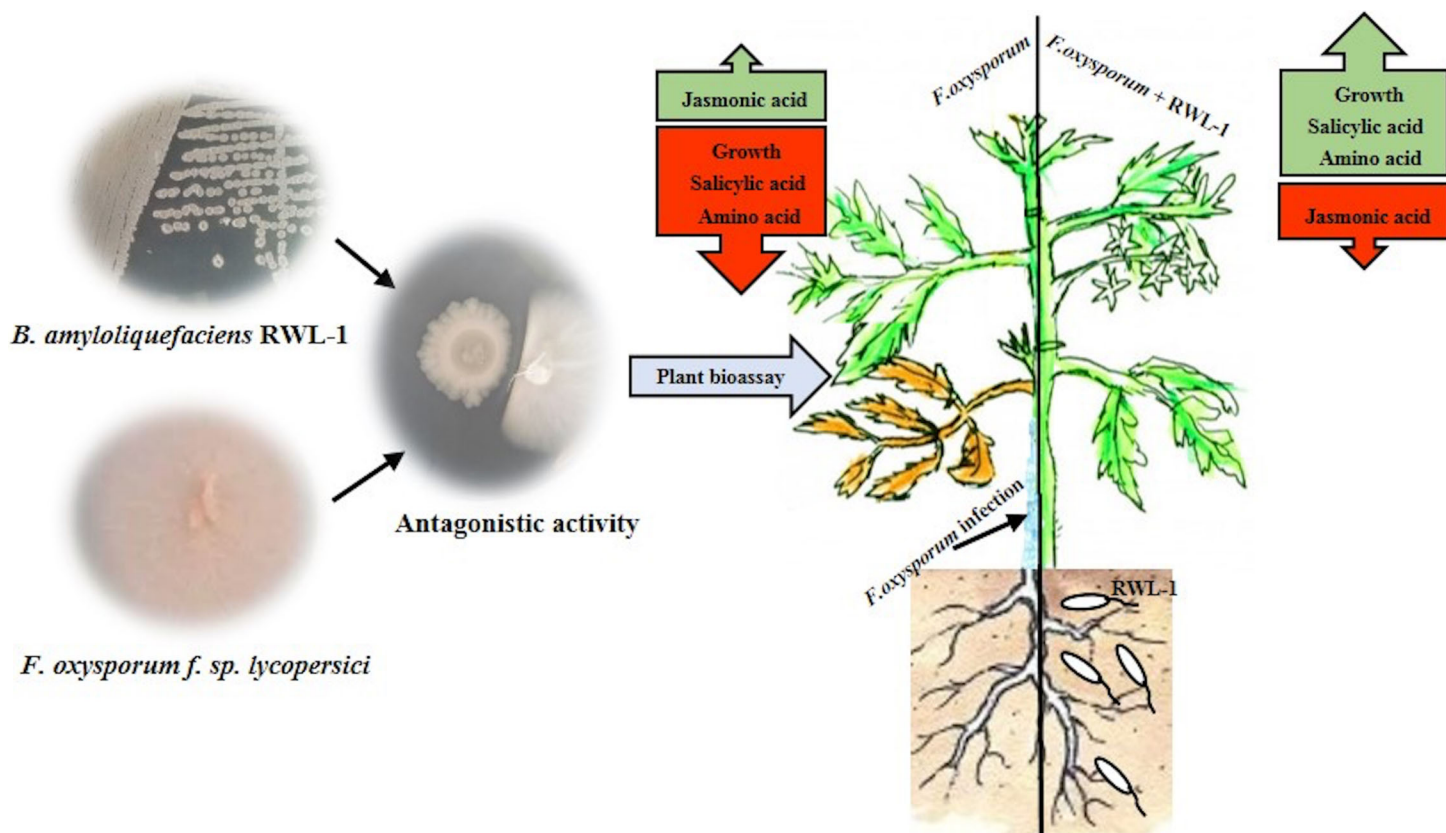 B. amyloliquefaciens RWL-1
F. oxysporum f. sp. lycopersici
Antagonistic activity
Plant bioassay
Jasmonic acid
Growth
Salicylic acid
Amino acid
F.oxysporum
F.oxysporum + RWL-1
Growth
Salicylic acid
Amino acid
Jasmonic acid
F.oxysporum infection
RWL-1